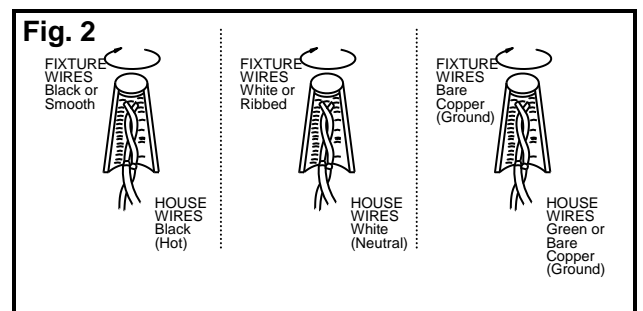 Fig. 2
FIXTURE
WIRES
Black or
Smooth
HOUSE
WIRES
Black
(Hot)
FIXTURE
WIRES
White or
Ribbed
HOUSE
WIRES
White
(Neutral)
FIXTURE
WIRES
Bare
Copper
(Ground)
HOUSE
WIRES
Green or
Bare
Copper
(Ground)